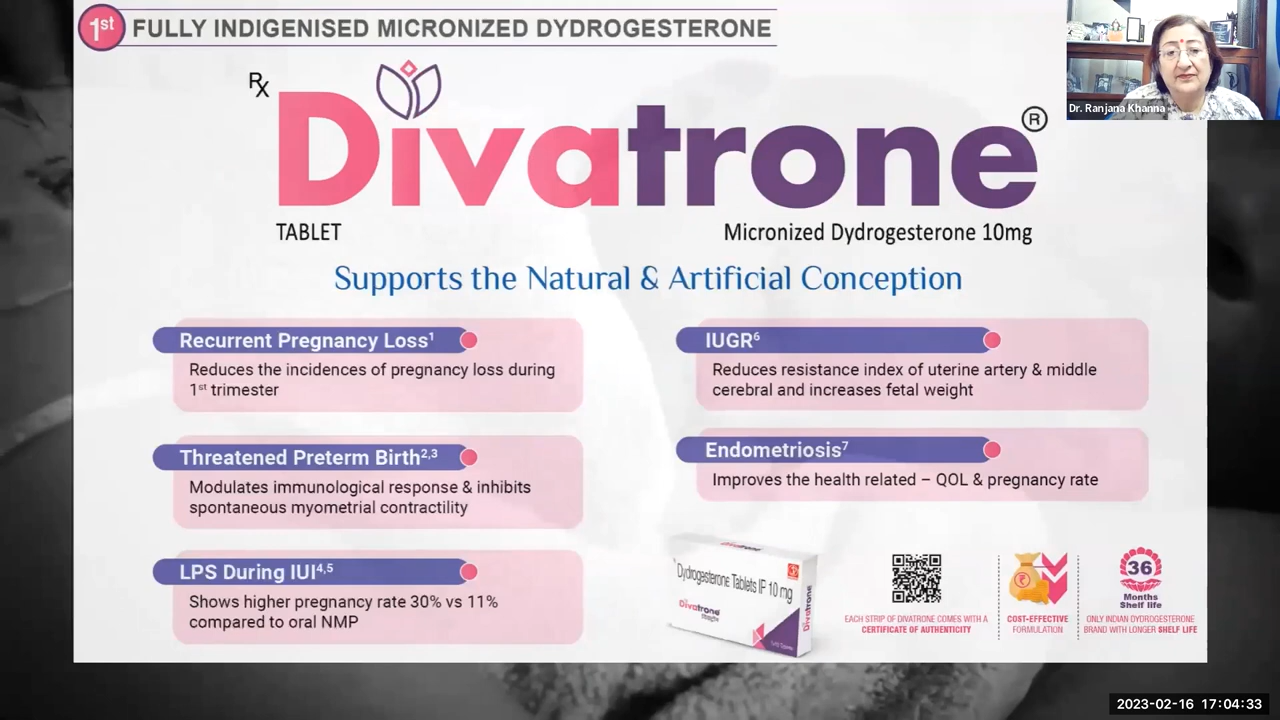 1st FULLY INDIGENISED MICRONIZED DYDROGESTERONE
Rx
Divatrone®
TABLET
Micronized Dydrogesterone 10mg
Supports the Natural & Artificial Conception
Recurrent Pregnancy Loss¹
Reduces the incidences of pregnancy loss during
1st trimester
Threatened Preterm Birth²,³
Modulates immunological response & inhibits
spontaneous myometrial contractility
LPS During IUI⁴,⁵
Shows higher pregnancy rate 30% vs 11%
compared to oral NMP
IUGR⁶
Reduces resistance index of uterine artery & middle
cerebral and increases fetal weight
Endometriosis⁷
Improves the health related – QOL & pregnancy rate
Dydrogesterone Tablets IP 10 mg
Divatrone
Divatrone
EACH STRIP OF DIVATRONE COMES WITH A
CERTIFICATE OF AUTHENTICITY
₹
COST-EFFECTIVE
FORMULATION
36
Months
Shelf life
ONLY INDIAN DYDROGESTERONE
BRAND WITH LONGER SHELF LIFE
Dr. Ranjana Khanna
2023-02-16 17:04:33